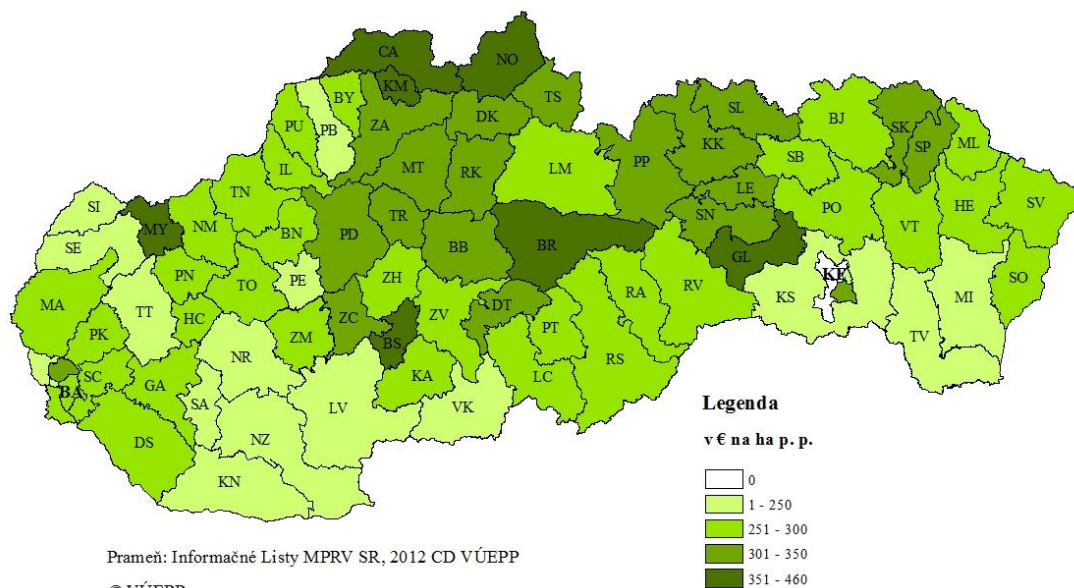 CA
NO
KM
TS
BY
PB
PU
ZA
DK
SL
BJ
SK
SP
ML
IL
MT
RK
LM
PP
KK
SB
TN
LE
PO
VT
HE
SV
SI
MY
NM
BN
PD
TR
BB
BR
SN
GL
SE
PN
TO
PE
ZH
RA
RV
KS
KE
MI
SO
MA
TT
HC
ZM
ZC
BS
ZV
DT
PT
RS
TV
PK
NR
KA
LC
SC
BA
GA
SA
LV
VK
DS
NZ
KN
Legenda
v € na ha p. p.
0
1 - 250
251 - 300
301 - 350
351 - 460
Prameň: Informačné Listy MPRV SR, 2012 CD VÚEPP
© VÚEPP